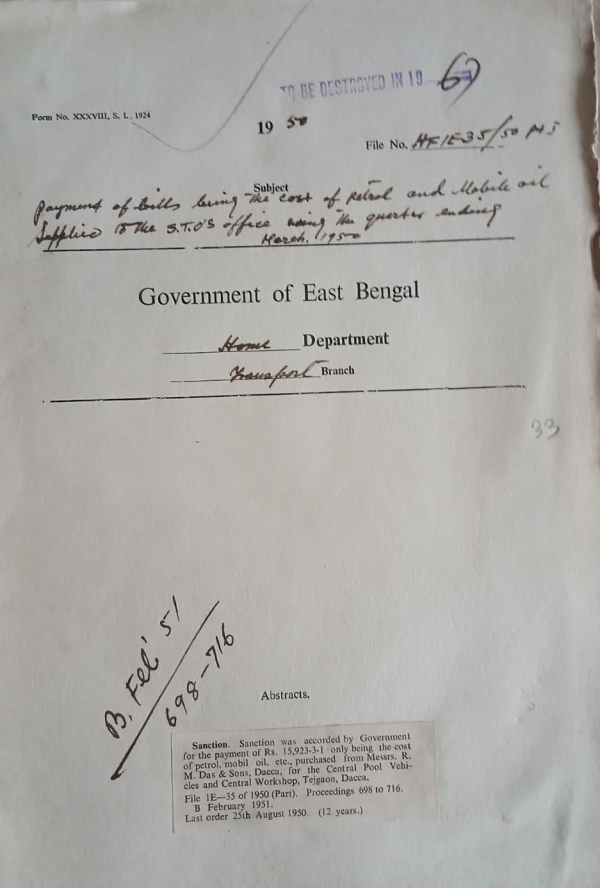 TO BE DESTROYED IN 19
Form No. XXXVIII, S. L., 1924
19 50
File No. 1E35/50
Subject
payment of bills being the cost of petrol and Mobile oil
Supplied to the S.T.O's office the quarter ending
March. 1950
Government of East Bengal
Home Department
Transport Branch
33
B, Feb' 51
698-716
Abstracts.
Sanction. Sanction was accorded by Government
for the payment of Rs. 15,923-3-1 only being the cost
of petrol, mobil oil, etc., purchased from Messrs. R.
M. Das & Sons, Dacca, for the Central Pool Vehi-
cles and Central Workshop, Tejgaon, Dacca.
File 1E—35 of 1950 (Part). Proceedings 698 to 716.
B February 1951.
Last order 25th August 1950. (12 years.)